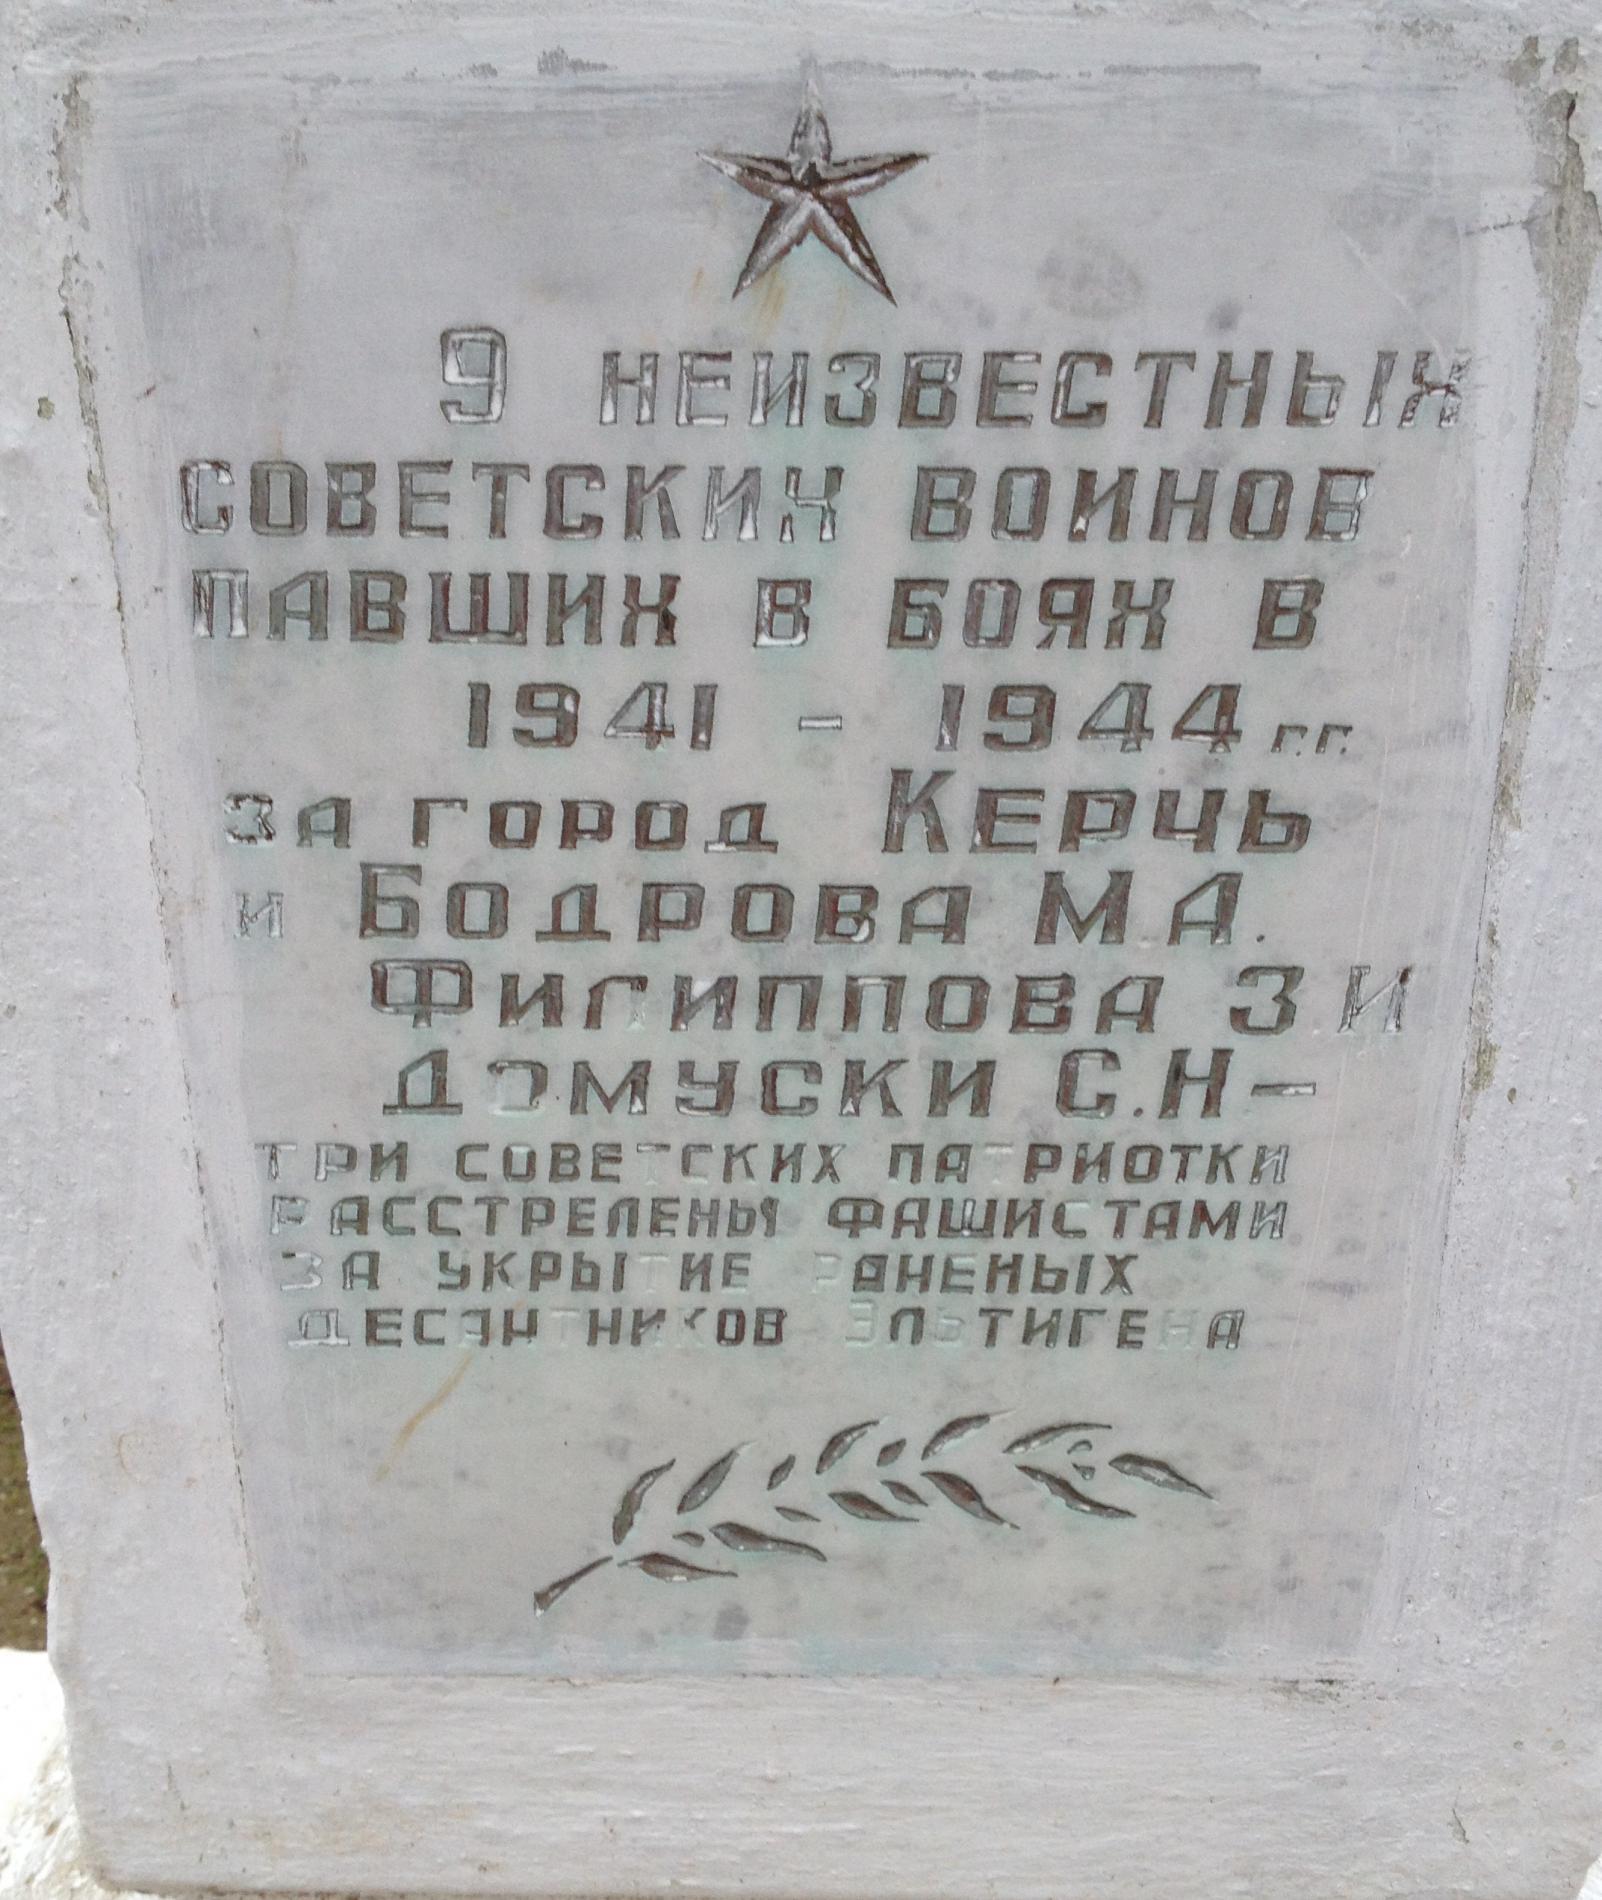 9 НЕИЗВЕСТНЫХ
СОВЕТСКИХ ВОИНОВ
ПАВШИХ В БОЯХ В
1941 - 1944 г.г.
ЗА ГОРОД КЕРЧЬ
И БОДРОВА М.А.
ФИЛИППОВА З И
ДОМУСКИ С.Н-
ТРИ СОВЕТСКИХ ПАТРИОТКИ
РАССТРЕЛЕНЫ ФАШИСТАМИ
ЗА УКРЫТИЕ РАНЕНЫХ
ДЕСАНТНИКОВ ЭЛЬТИГЕНА